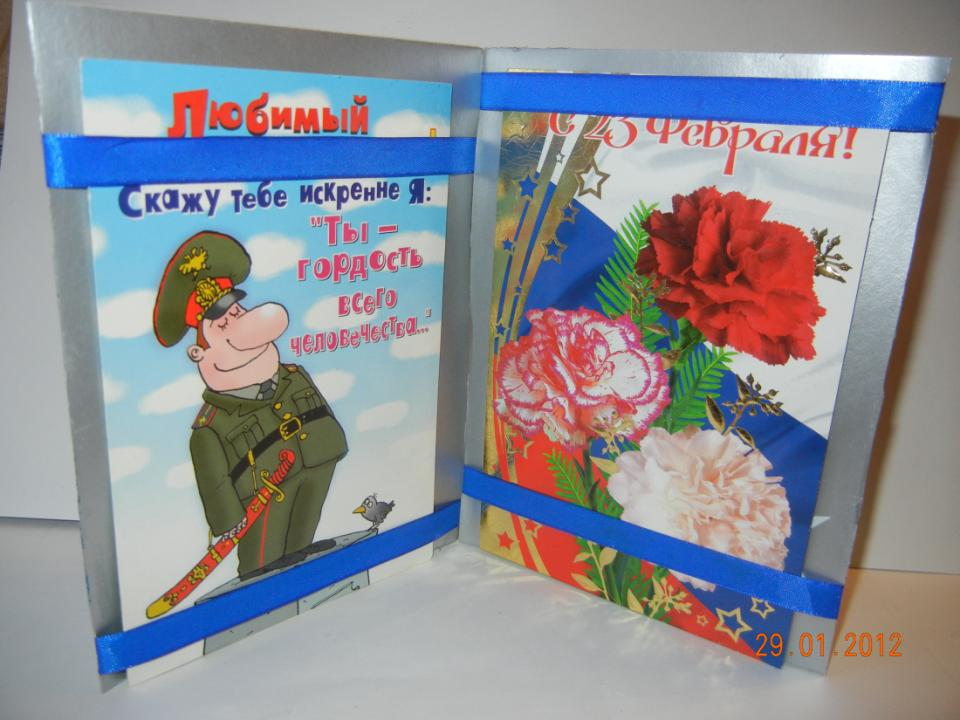 Любимый
Скажу тебе искренне я:
"Ты –
гордость
всего
человечества..."
С 23 Февраля!
29.01.2012